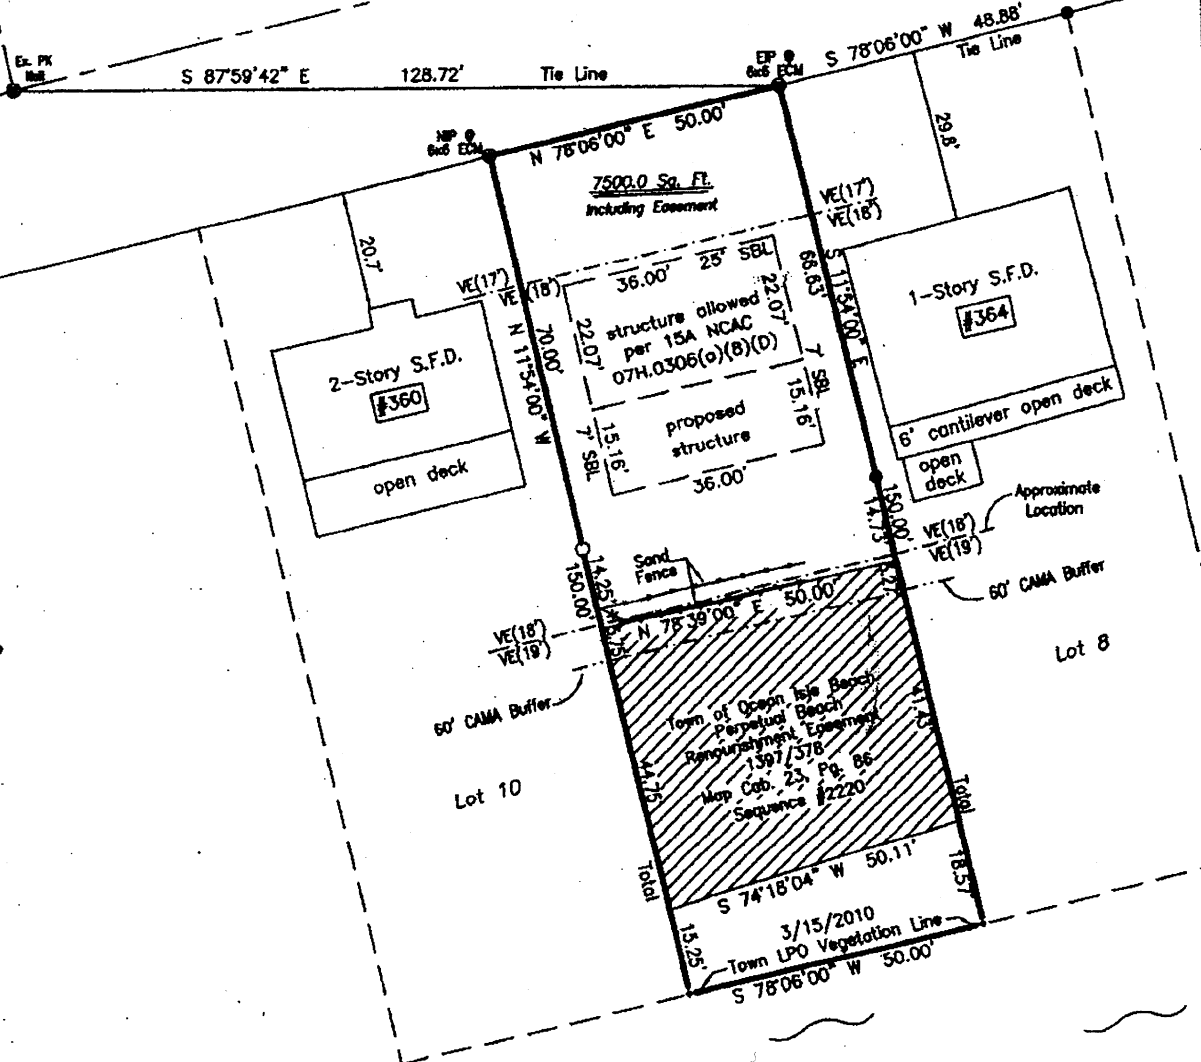 S 78°06'00" W 48.88'
Tie Line
Ex. PK
Nail
S 87°59'42" E 128.72' Tie Line
EIP
6x6 ECM
NIP
6x6 ECM
N 78°06'00" E 50.00'
29.8'
7500.0 Sq. Ft.
Including Easement
20.7'
VE(17')
VE(18')
VE(17')
VE(18')
25' SBL
36.00'
22.07'
22.07'
structure allowed
per 15A NCAC
07H.0306(a)(8)(D)
66.63'
S 11°54'00" E
70.00'
N 11°54'00" W
1-Story S.F.D.
#364
2-Story S.F.D.
#360
7' SBL
15.16'
7' SBL
15.16'
proposed
structure
36.00'
6' cantilever open deck
open
deck
open deck
Approximate
Location
150.00'
14.73'
VE(18')
VE(19')
Sand
Fence
14.25'
150.00'
N 78°39'00" E 50.00'
60' CAMA Buffer
VE(18')
VE(19')
60' CAMA Buffer
Lot 8
Town of Ocean Isle Beach
Perpetual Beach
Renourishment Easement
1397/378
Map Cab. 23, Pg. 86
Sequence #2220
41.43'
44.75'
Lot 10
Total
Total
S 74°18'04" W 50.11'
18.57'
15.25'
3/15/2010
Town LPO Vegetation Line
S 78°06'00" W 50.00'